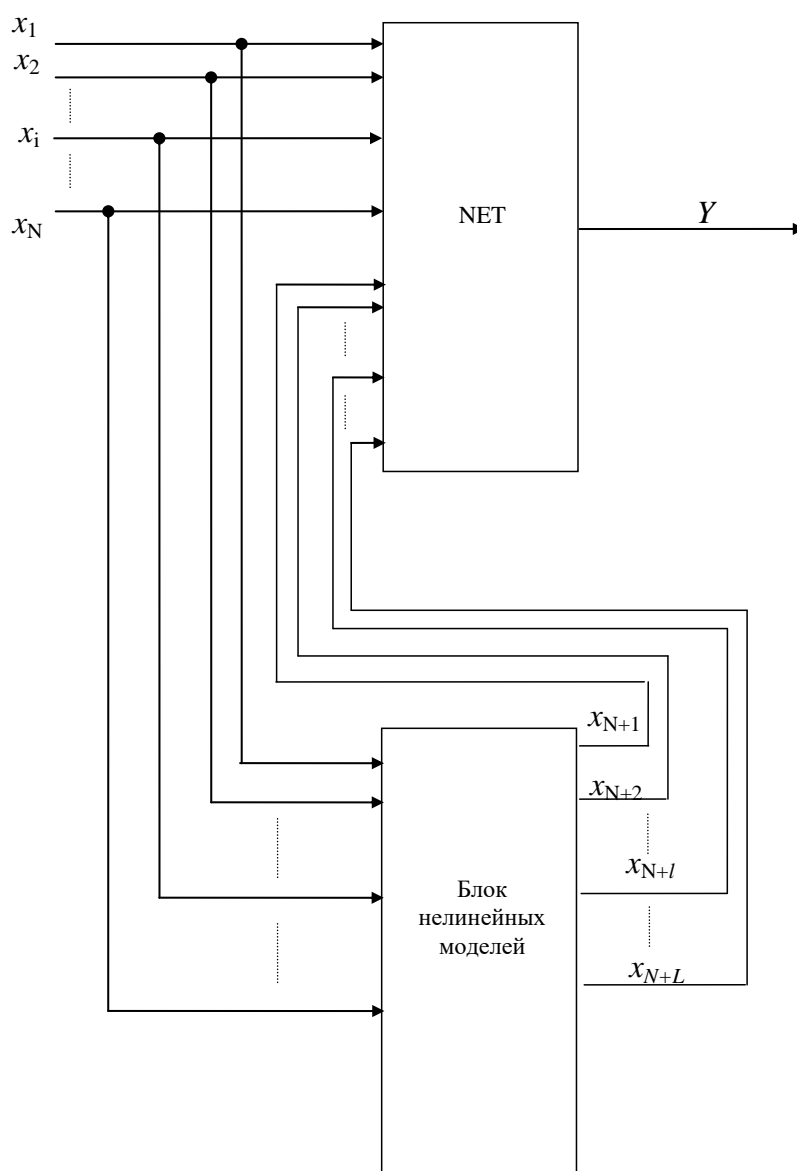 x1
x2
xi
xN
NET
Y
xN+1
xN+2
xN+l
xN+L
Блок
нелинейных
моделей